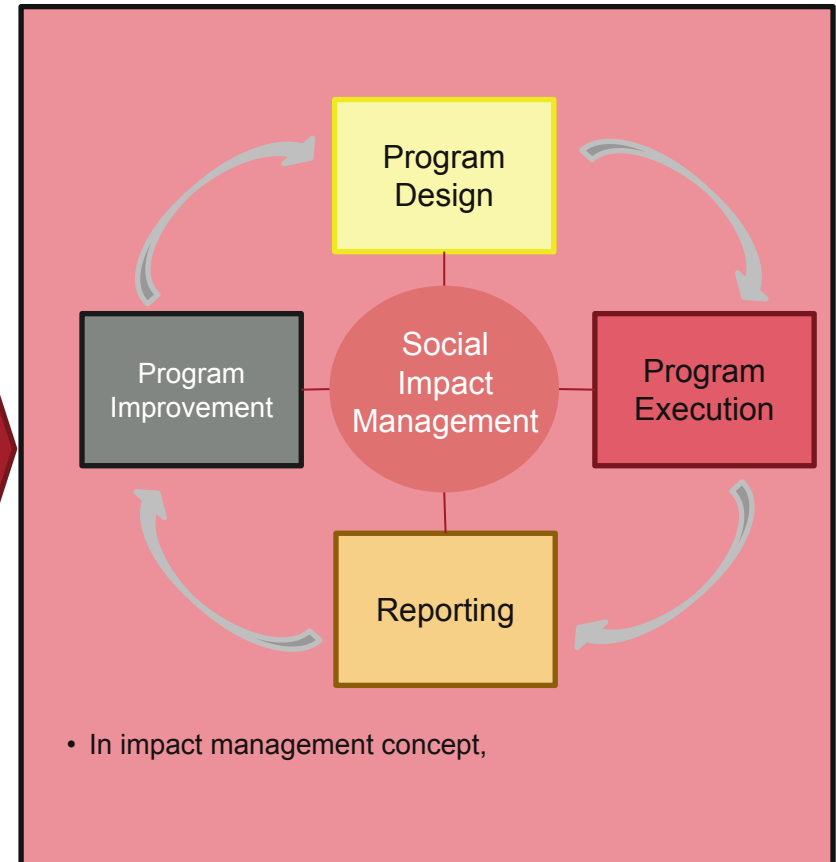 Program
Design
Social
Impact
Management
Program
Improvement
Program
Execution
Reporting
• In impact management concept,